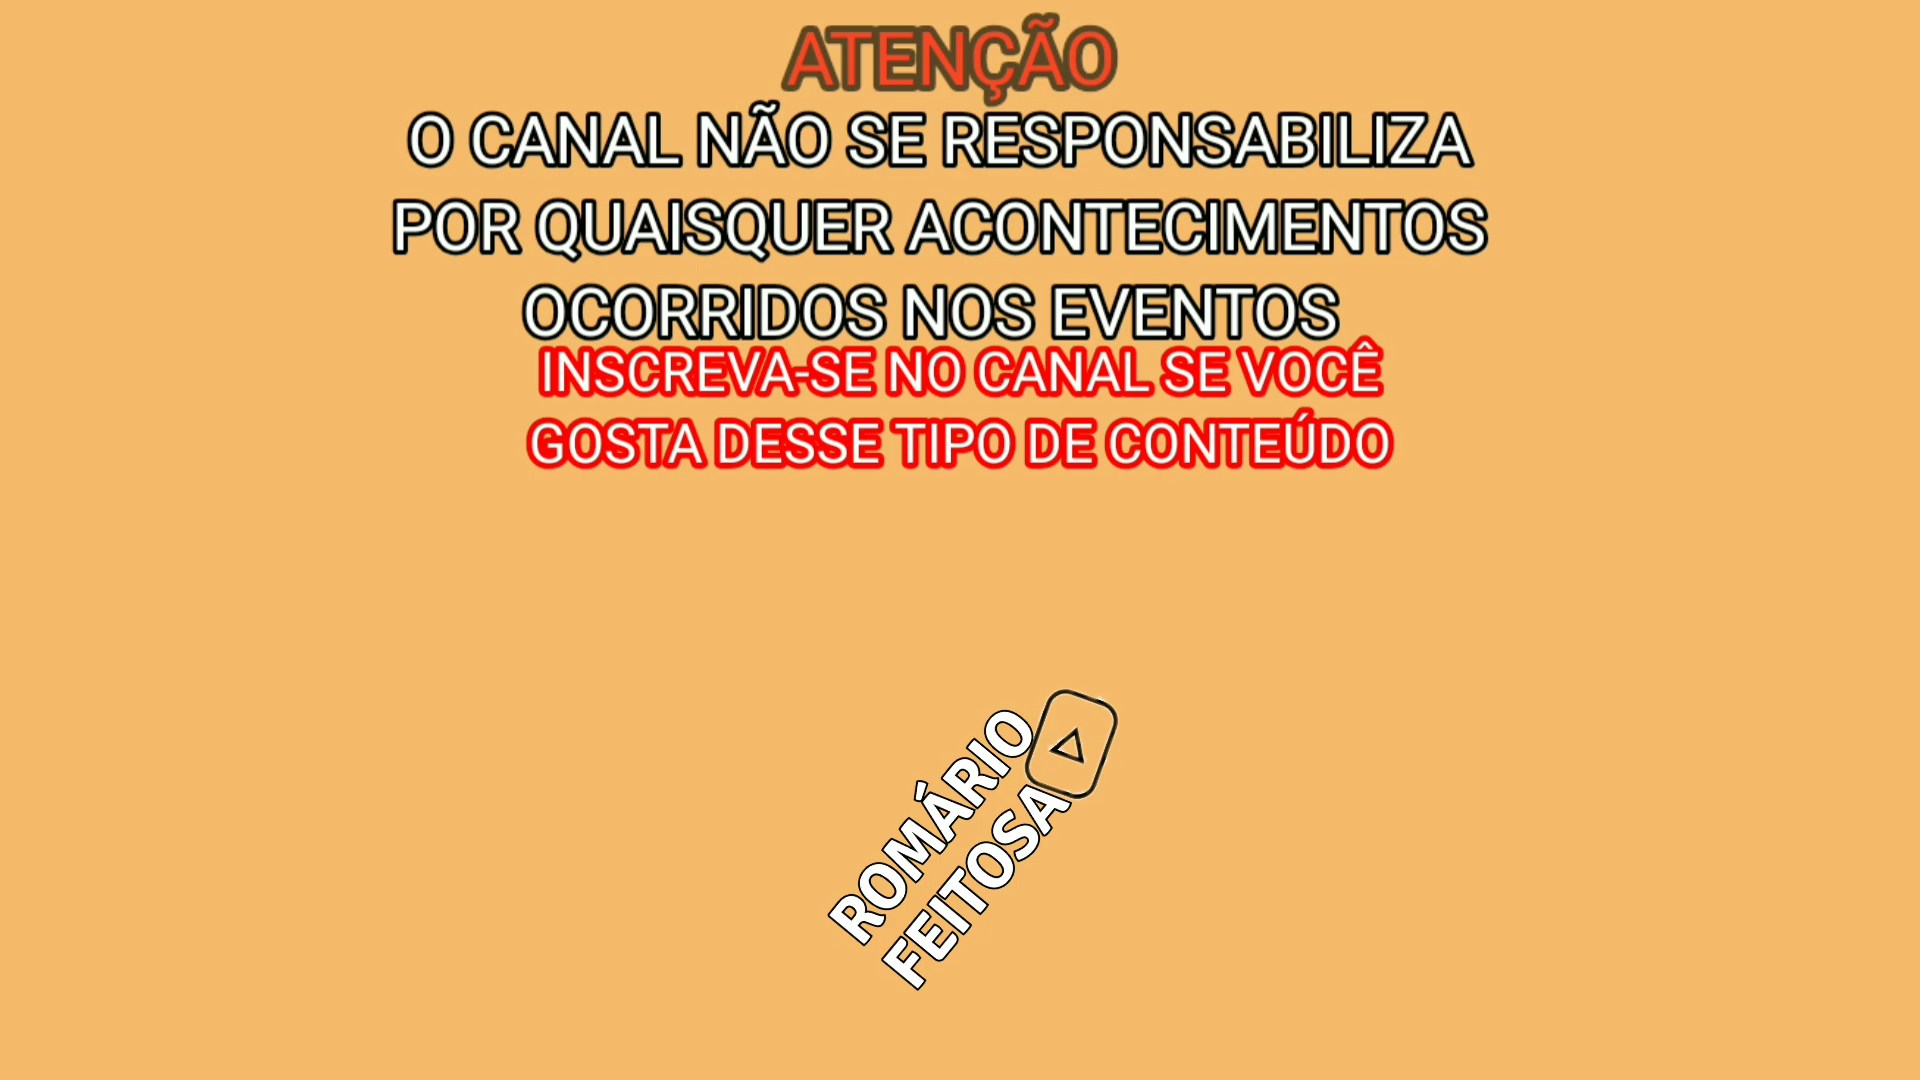 ATENÇÃO
O CANAL NÃO SE RESPONSABILIZA
POR QUAISQUER ACONTECIMENTOS
OCORRIDOS NOS EVENTOS
INSCREVA-SE NO CANAL SE VOCÊ
GOSTA DESSE TIPO DE CONTEÚDO
ROMÁRIO
FEITOSA